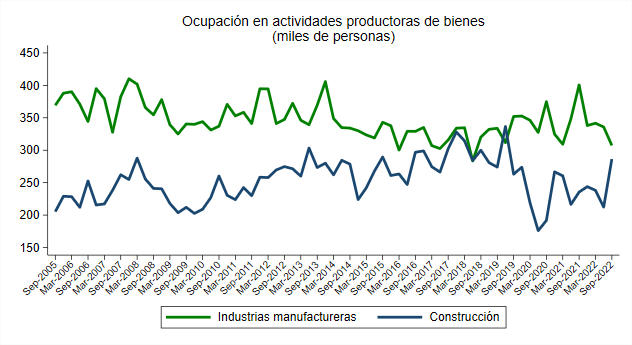 Ocupación en actividades productoras de bienes
(miles de personas)
450
400
350
300
250
200
150
Sep-2005
Mar-2006
Sep-2006
Mar-2007
Sep-2007
Mar-2008
Sep-2008
Mar-2009
Sep-2009
Mar-2010
Sep-2010
Mar-2011
Sep-2011
Mar-2012
Sep-2012
Mar-2013
Sep-2013
Mar-2014
Sep-2014
Mar-2015
Sep-2015
Mar-2016
Sep-2016
Mar-2017
Sep-2017
Mar-2018
Sep-2018
Mar-2019
Sep-2019
Mar-2020
Sep-2020
Mar-2021
Sep-2021
Mar-2022
Sep-2022
Industrias manufactureras
Construcción